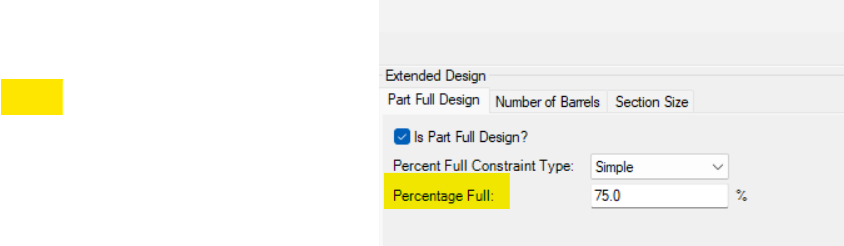 Extended Design
Part Full Design Number of Barrels Section Size
Is Part Full Design?
Percent Full Constraint Type: Simple
Percentage Full: 75.0 %